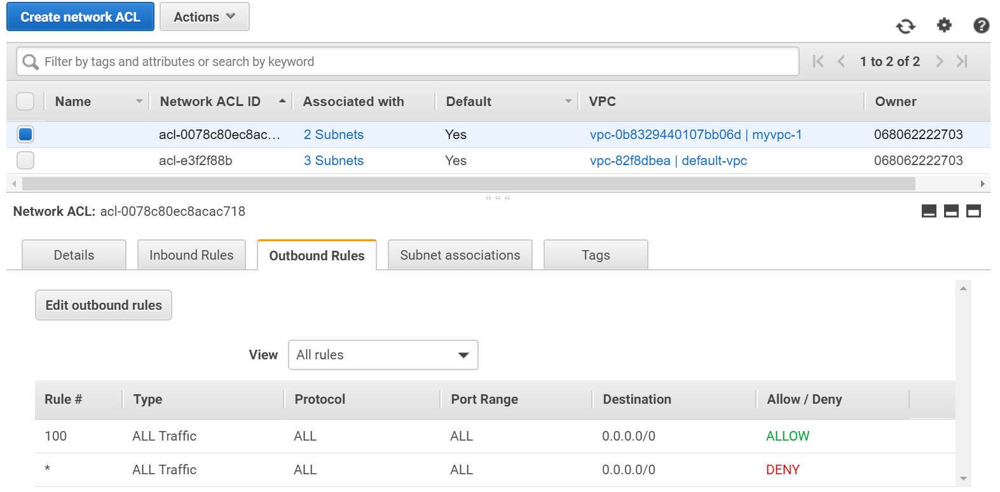 Create network ACL Actions
Filter by tags and attributes or search by keyword 1 to 2 of 2
Name Network ACL ID Associated with Default VPC Owner
acl-0078c80ec8ac... 2 Subnets Yes vpc-0b8329440107bb06d | myvpc-1 068062222703
acl-e3f2f88b 3 Subnets Yes vpc-82f8dbea | default-vpc 068062222703
Network ACL: acl-0078c80ec8acac718
Details Inbound Rules Outbound Rules Subnet associations Tags
Edit outbound rules
View All rules
Rule # Type Protocol Port Range Destination Allow / Deny
100 ALL Traffic ALL ALL 0.0.0.0/0 ALLOW
* ALL Traffic ALL ALL 0.0.0.0/0 DENY